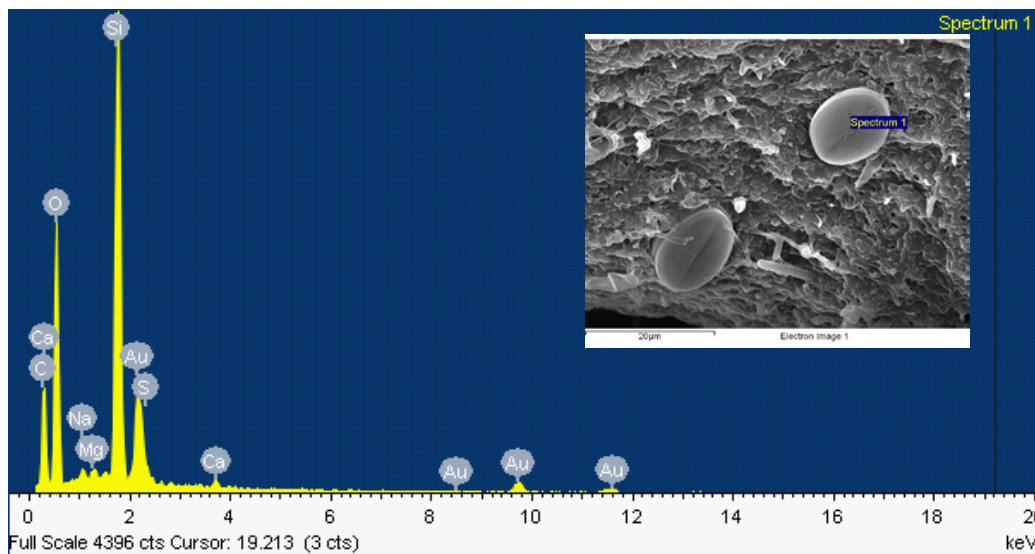 Spectrum 1
Si
Spectrum 1
O
20µm
Electron Image 1
Ca
C
Au
S
Na
Mg
Ca
Au
Au
Au
0 2 4 6 8 10 12 14 16 18 20
Full Scale 4396 cts Cursor: 19.213 (3 cts)
keV